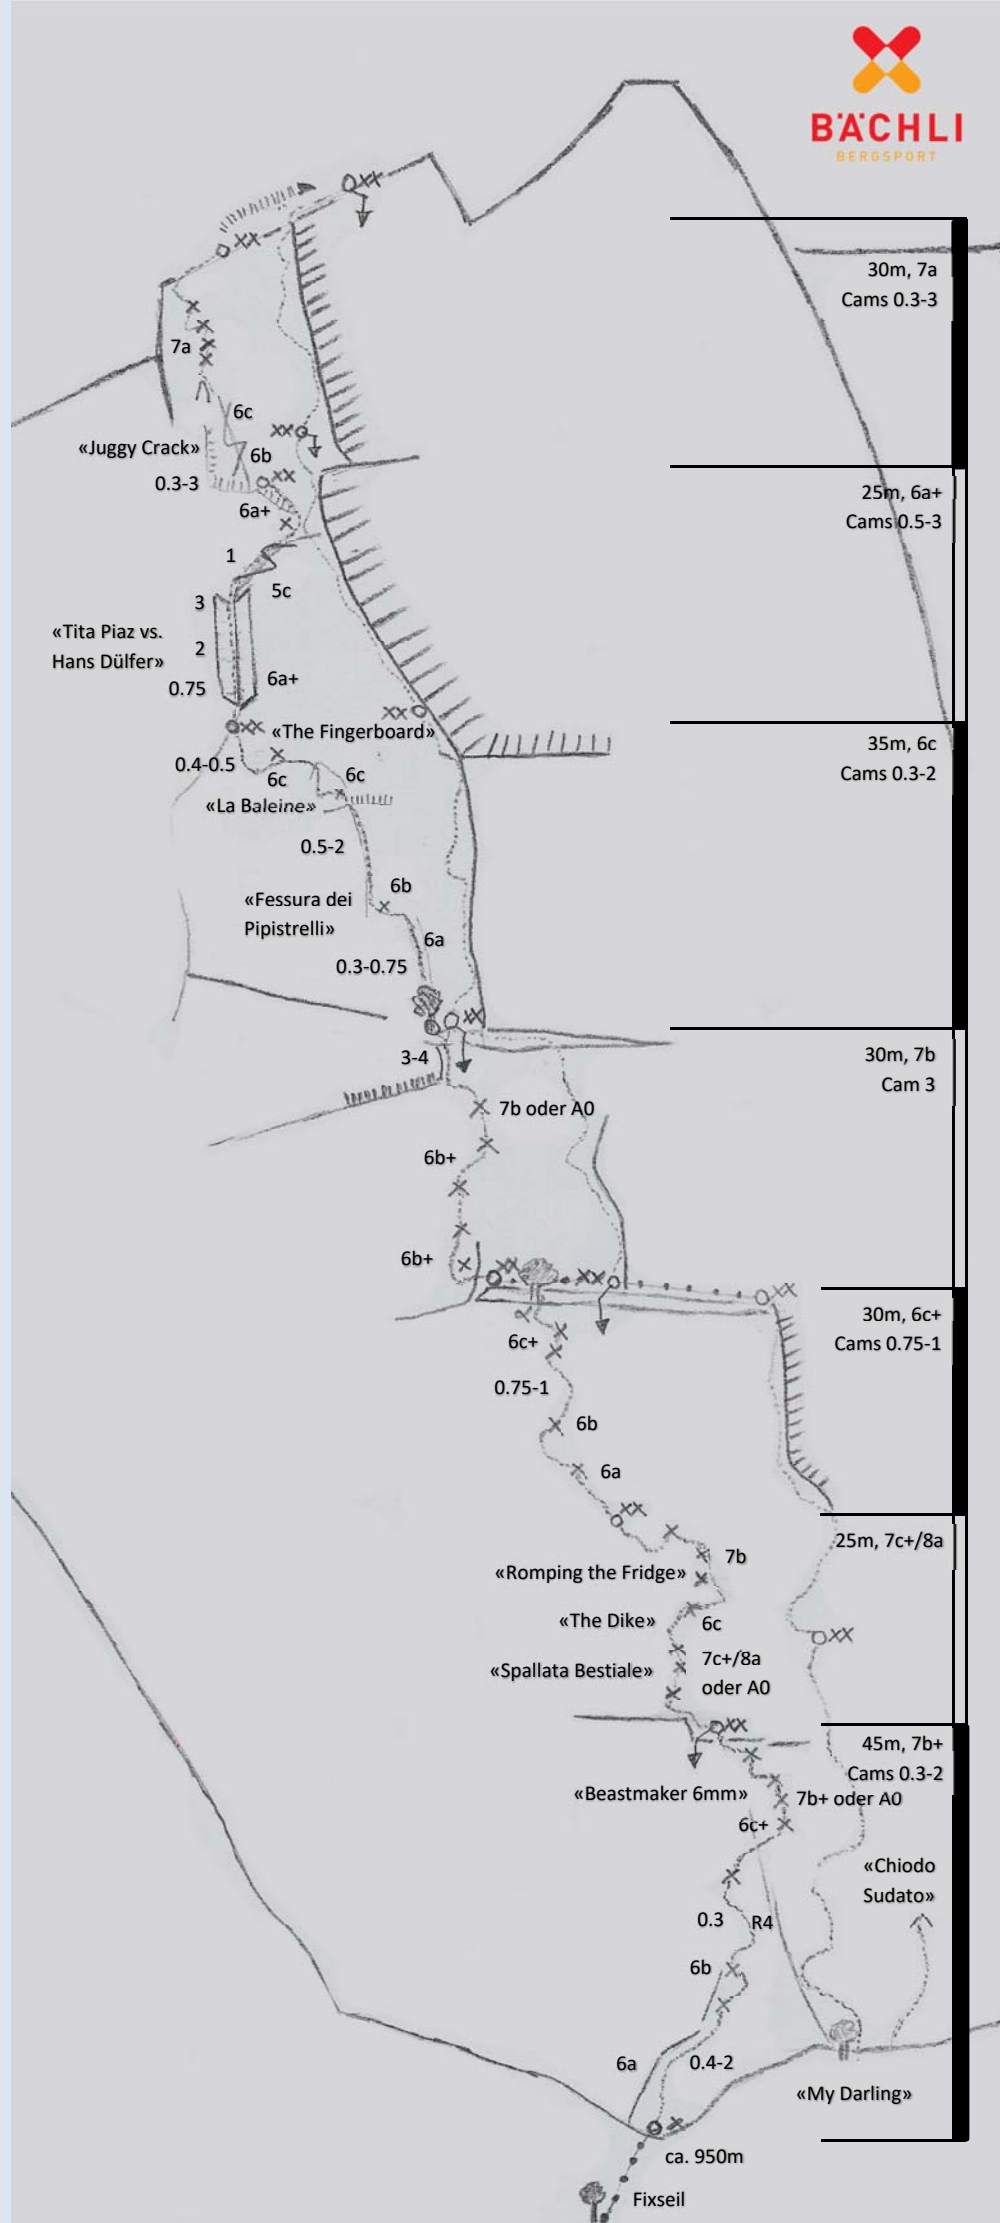 BÄCHLI
BERGSPORT
30m, 7a
Cams 0.3-3
7a
6c
«Juggy Crack»
6b
0.3-3
25m, 6a+
Cams 0.5-3
6a+
1
5c
3
«Tita Piaz vs.
Hans Dülfer»
2
6a+
0.75
«The Fingerboard»
35m, 6c
Cams 0.3-2
0.4-0.5
6c
6c
«La Baleine»
0.5-2
6b
«Fessura dei
Pipistrelli»
6a
0.3-0.75
3-4
30m, 7b
Cam 3
7b oder A0
6b+
6b+
30m, 6c+
Cams 0.75-1
6c+
0.75-1
6b
6a
25m, 7c+/8a
7b
«Romping the Fridge»
«The Dike»
6c
«Spallata Bestiale»
7c+/8a
oder A0
45m, 7b+
Cams 0.3-2
«Beastmaker 6mm»
7b+ oder A0
6c+
«Chiodo
Sudato»
0.3
R4
6b
6a
0.4-2
«My Darling»
ca. 950m
Fixseil